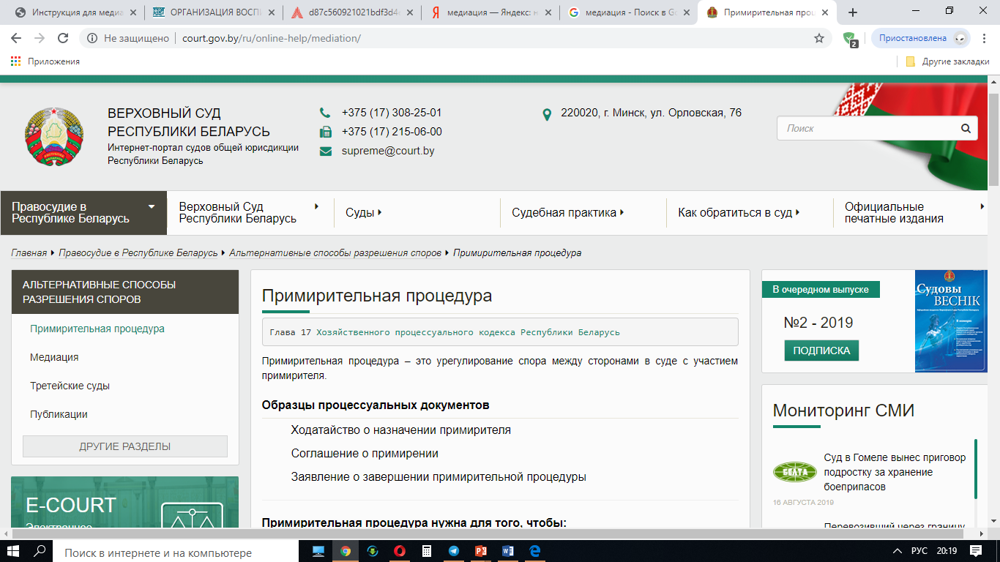 Инструкция для медиа
ОРГАНИЗАЦИЯ ВОСП
d87c560921021bdf3d4
медиация — Яндекс: н
медиация - Поиск в Go
Примирительная проц
Не защищено
court.gov.by/ru/online-help/mediation/
2
Приостановлена
Приложения
Другие закладки
ВЕРХОВНЫЙ СУД
РЕСПУБЛИКИ БЕЛАРУСЬ
Интернет-портал судов общей юрисдикции
Республики Беларусь
+375 (17) 308-25-01
+375 (17) 215-06-00
supreme@court.by
220020, г. Минск, ул. Орловская, 76
Поиск
Правосудие в
Республике Беларусь
Верховный Суд
Республики Беларусь
Суды
Судебная практика
Как обратиться в суд
Официальные
печатные издания
Главная Правосудие в Республике Беларусь Альтернативные способы разрешения споров Примирительная процедура
АЛЬТЕРНАТИВНЫЕ СПОСОБЫ
РАЗРЕШЕНИЯ СПОРОВ
Примирительная процедура
Медиация
Третейские суды
Публикации
ДРУГИЕ РАЗДЕЛЫ
E-COURT
Электронное
Примирительная процедура
Глава 17 Хозяйственного процессуального кодекса Республики Беларусь
Примирительная процедура – это урегулирование спора между сторонами в суде с участием
примирителя.
Образцы процессуальных документов
Ходатайство о назначении примирителя
Соглашение о примирении
Заявление о завершении примирительной процедуры
Примирительная процедура нужна для того, чтобы:
В очередном выпуске
№2 - 2019
ПОДПИСКА
Судовы
ВЕСНІК
Мониторинг СМИ
БЕЛТА
Суд в Гомеле вынес приговор
подростку за хранение
боеприпасов
16 АВГУСТА 2019
Перевозивший через границу
Поиск в интернете и на компьютере
РУС
20:19